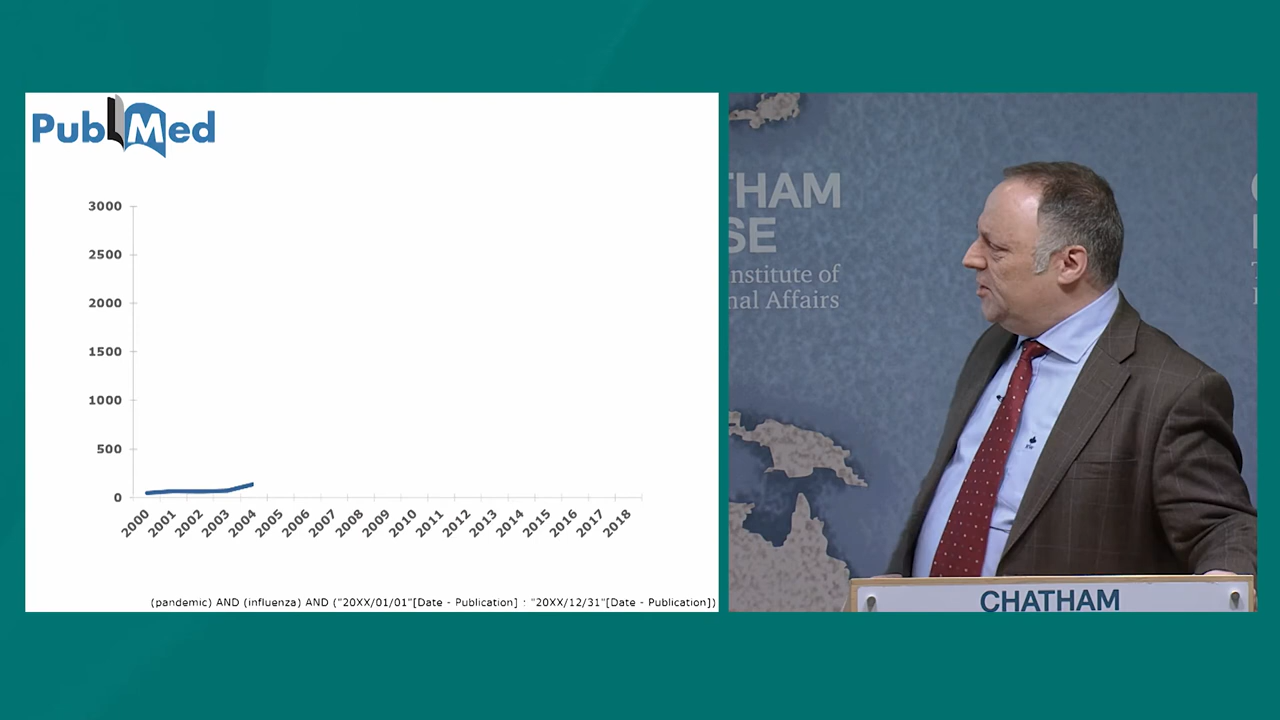 PubMed
3000
2500
2000
1500
1000
500
0
2000 2001 2002 2003 2004 2005 2006 2007 2008 2009 2010 2011 2012 2013 2014 2015 2016 2017 2018
(pandemic) AND (influenza) AND ("20XX/01/01"[Date - Publication] : "20XX/12/31"[Date - Publication])
THAM
SE
nstitute of
nal Affairs
CHATHAM